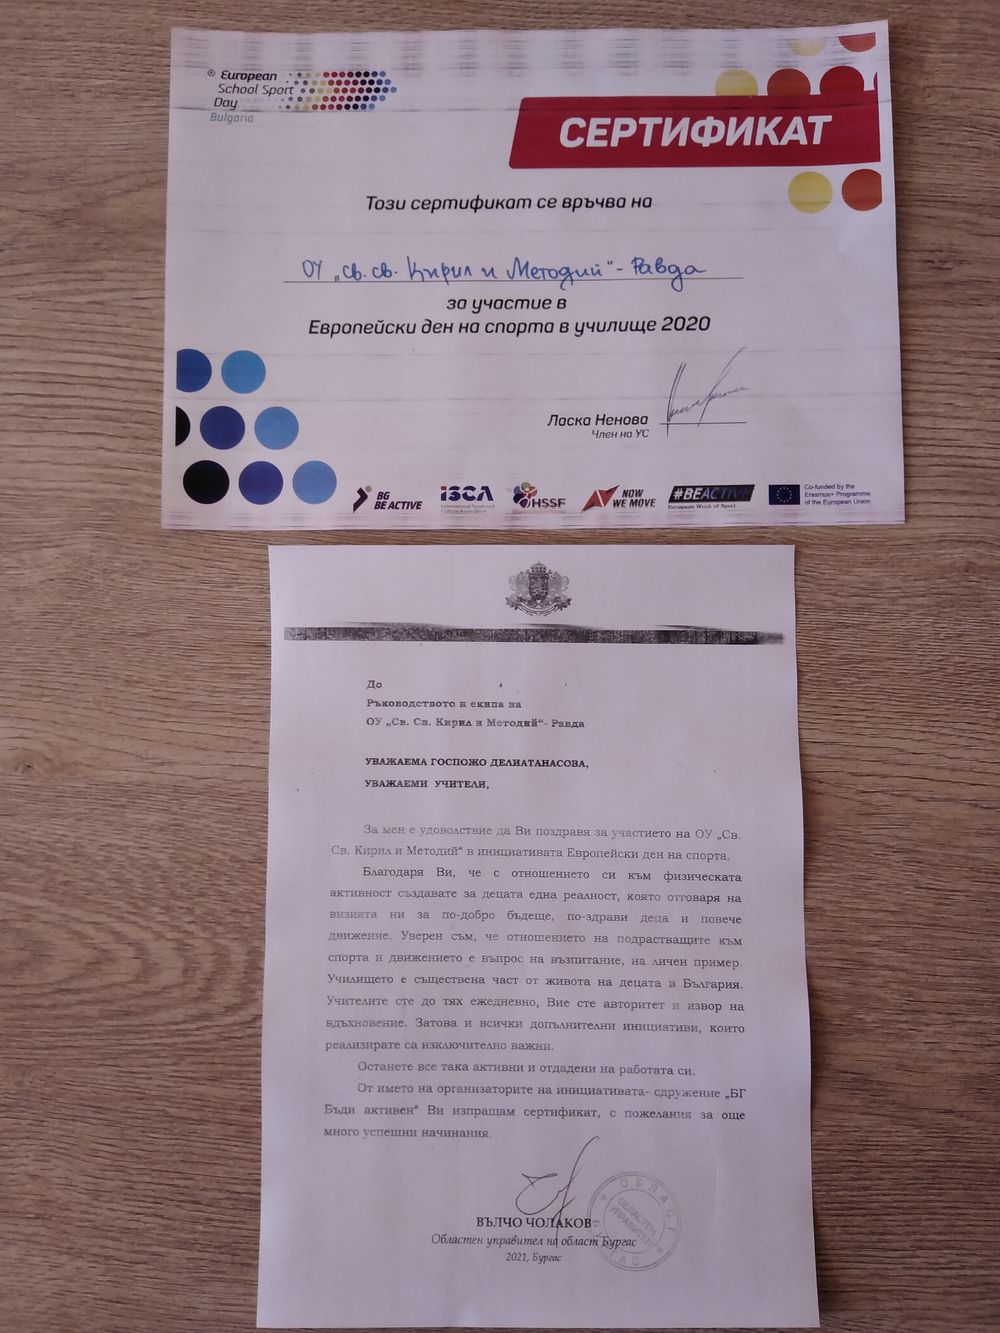 ® European
School Sport
Day
Bulgaria
СЕРТИФИКАТ
Този сертификат се връчва на
ОУ „св. св. Кирил и Методий“ - Равда
за участие в
Европейски ден на спорта в училище 2020
Ласка Ненова
Член на УС
BG
BE ACTIVE
ISCA
International Sport and
Culture Association
HSSF
NOW
WE MOVE
#BEACTIVE
European Week of Sport
Co-funded by the
Erasmus+ Programme
of the European Union
До
Ръководството и екипа на
ОУ „Св. Св. Кирил и Методий“- Равда
УВАЖАЕМА ГОСПОЖО ДЕЛИАТАНАСОВА,
УВАЖАЕМИ УЧИТЕЛИ,
За мен е удоволствие да Ви поздравя за участието на ОУ „Св.
Св. Кирил и Методий“ в инициативата Европейски ден на спорта.
Благодаря Ви, че с отношението си към физическата
активност създавате за децата една реалност, която отговаря на
визията ни за по-добро бъдеще, по-здрави деца и повече
движение. Уверен съм, че отношението на подрастващите към
спорта и движението е въпрос на възпитание, на личен пример.
Училището е съществена част от живота на децата в България.
Учителите сте до тях ежедневно, Вие сте авторитет и извор на
вдъхновение. Затова и всички допълнителни инициативи, които
реализирате са изключително важни.
Останете все така активни и отдадени на работата си.
От името на организаторите на инициативата- сдружение „БГ
Бъди активен“ Ви изпращам сертификат, с пожелания за още
много успешни начинания.
ВЪЛЧО ЧОЛАКОВ
Областен управител на област Бургас
2021, Бургас
ОБЛАСТ
ОБЛАСТЕН
УПРАВИТЕЛ